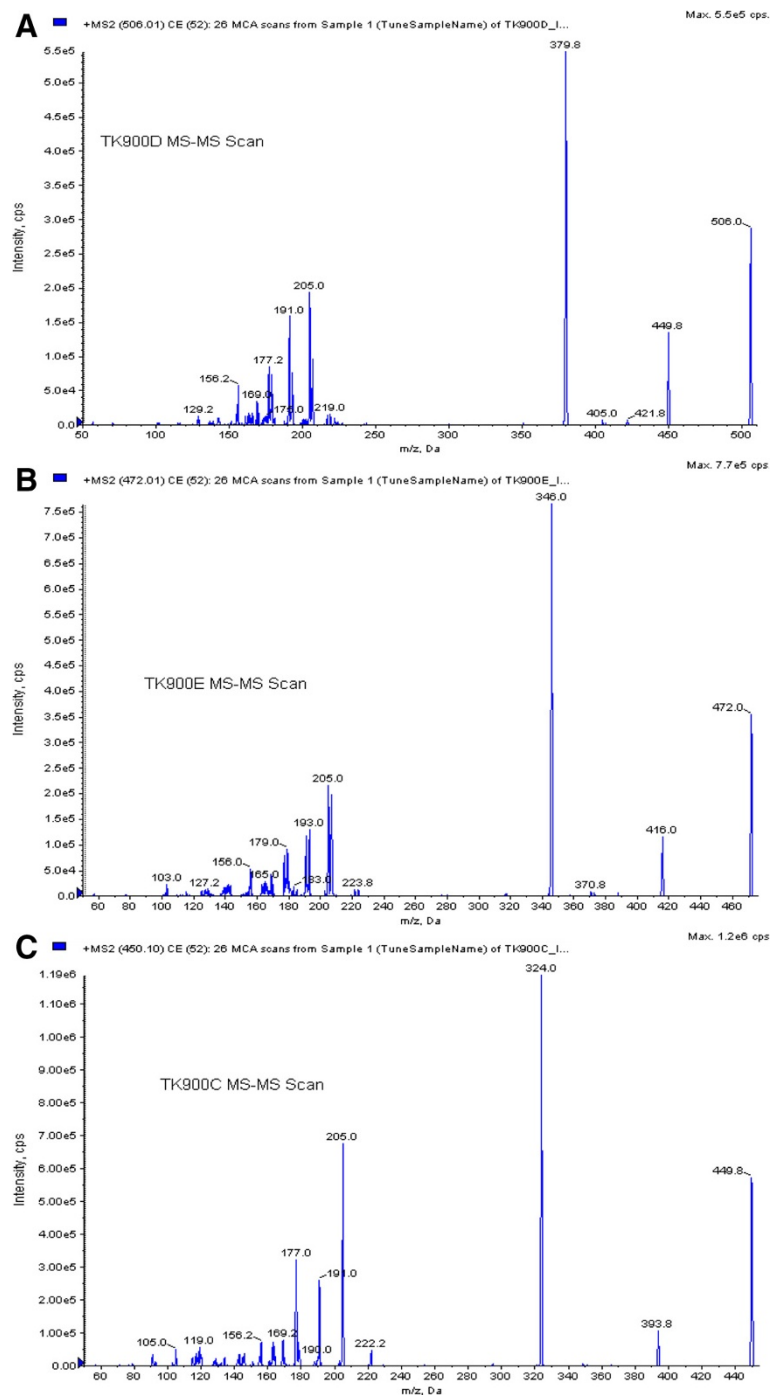 A
+MS2 (506.01) CE (52): 26 MCA scans from Sample 1 (TuneSampleName) of TK900D_I...
Max. 5.5e5 cps.
5.5e5
5.0e5
4.5e5
4.0e5
3.5e5
3.0e5
2.5e5
2.0e5
1.5e5
1.0e5
5.0e4
0.0
Intensity, cps
TK900D MS-MS Scan
379.8
506.0
449.8
205.0
191.0
177.2
156.2
169.0
129.2
175.0
219.0
405.0
421.8
50 100 150 200 250 300 350 400 450 500
m/z, Da
B
+MS2 (472.01) CE (52): 26 MCA scans from Sample 1 (TuneSampleName) of TK900E_I...
Max. 7.7e5 cps.
7.5e5
7.0e5
6.5e5
6.0e5
5.5e5
5.0e5
4.5e5
4.0e5
3.5e5
3.0e5
2.5e5
2.0e5
1.5e5
1.0e5
5.0e4
0.0
Intensity, cps
TK900E MS-MS Scan
346.0
472.0
416.0
205.0
193.0
179.0
156.0
165.0
103.0
127.2
183.0
223.8
370.8
60 80 100 120 140 160 180 200 220 240 260 280 300 320 340 360 380 400 420 440 460
m/z, Da
C
+MS2 (450.10) CE (52): 26 MCA scans from Sample 1 (TuneSampleName) of TK900C_I...
Max. 1.2e6 cps.
1.19e6
1.10e6
1.00e6
9.00e5
8.00e5
7.00e5
6.00e5
5.00e5
4.00e5
3.00e5
2.00e5
1.00e5
0.00
Intensity, cps
TK900C MS-MS Scan
324.0
205.0
449.8
177.0
191.0
393.8
105.0
119.0
156.2
169.2
190.0
222.2
60 80 100 120 140 160 180 200 220 240 260 280 300 320 340 360 380 400 420 440
m/z, Da